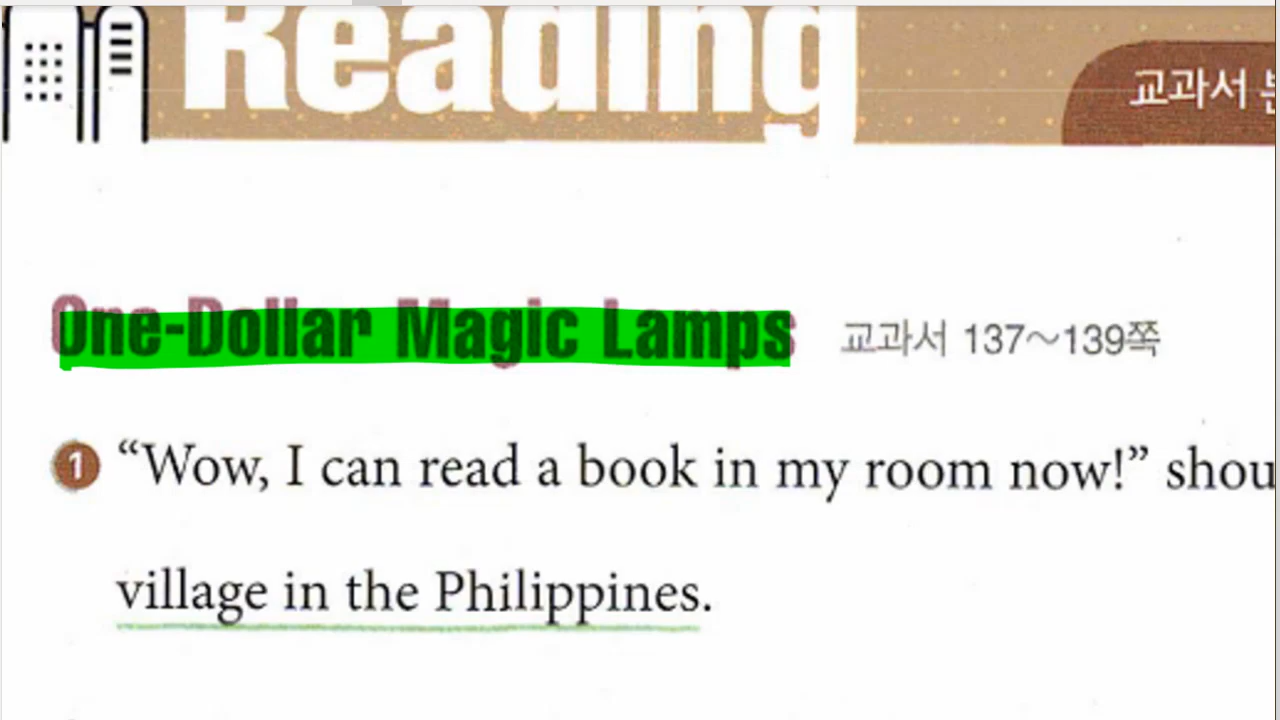 Reading
교과서
One-Dollar Magic Lamps 교과서 137~139쪽
1 “Wow, I can read a book in my room now!” shou
village in the Philippines.